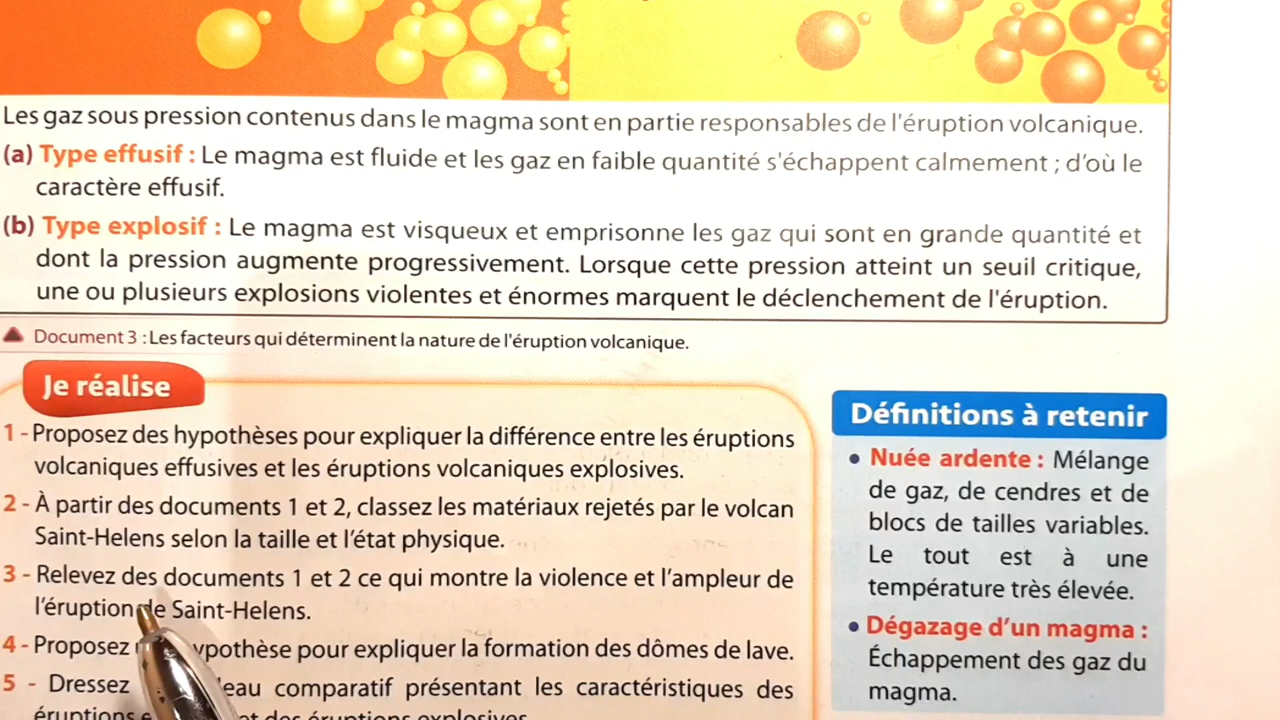 Les gaz sous pression contenus dans le magma sont en partie responsables de l'éruption volcanique.
(a) Type effusif : Le magma est fluide et les gaz en faible quantité s'échappent calmement ; d'où le
caractère effusif.
(b) Type explosif : Le magma est visqueux et emprisonne les gaz qui sont en grande quantité et
dont la pression augmente progressivement. Lorsque cette pression atteint un seuil critique,
une ou plusieurs explosions violentes et énormes marquent le déclenchement de l'éruption.
Document 3 : Les facteurs qui déterminent la nature de l'éruption volcanique.
Je réalise
1 - Proposez des hypothèses pour expliquer la différence entre les éruptions
volcaniques effusives et les éruptions volcaniques explosives.
2 - À partir des documents 1 et 2, classez les matériaux rejetés par le volcan
Saint-Helens selon la taille et l'état physique.
3 - Relevez des documents 1 et 2 ce qui montre la violence et l'ampleur de
l'éruption de Saint-Helens.
4 - Proposez hypothèse pour expliquer la formation des dômes de lave.
5 - Dressez comparatif présentant les caractéristiques des
éruptions et des éruptions explosives.
Définitions à retenir
• Nuée ardente : Mélange
de gaz, de cendres et de
blocs de tailles variables.
Le tout est à une
température très élevée.
• Dégazage d'un magma :
Échappement des gaz du
magma.